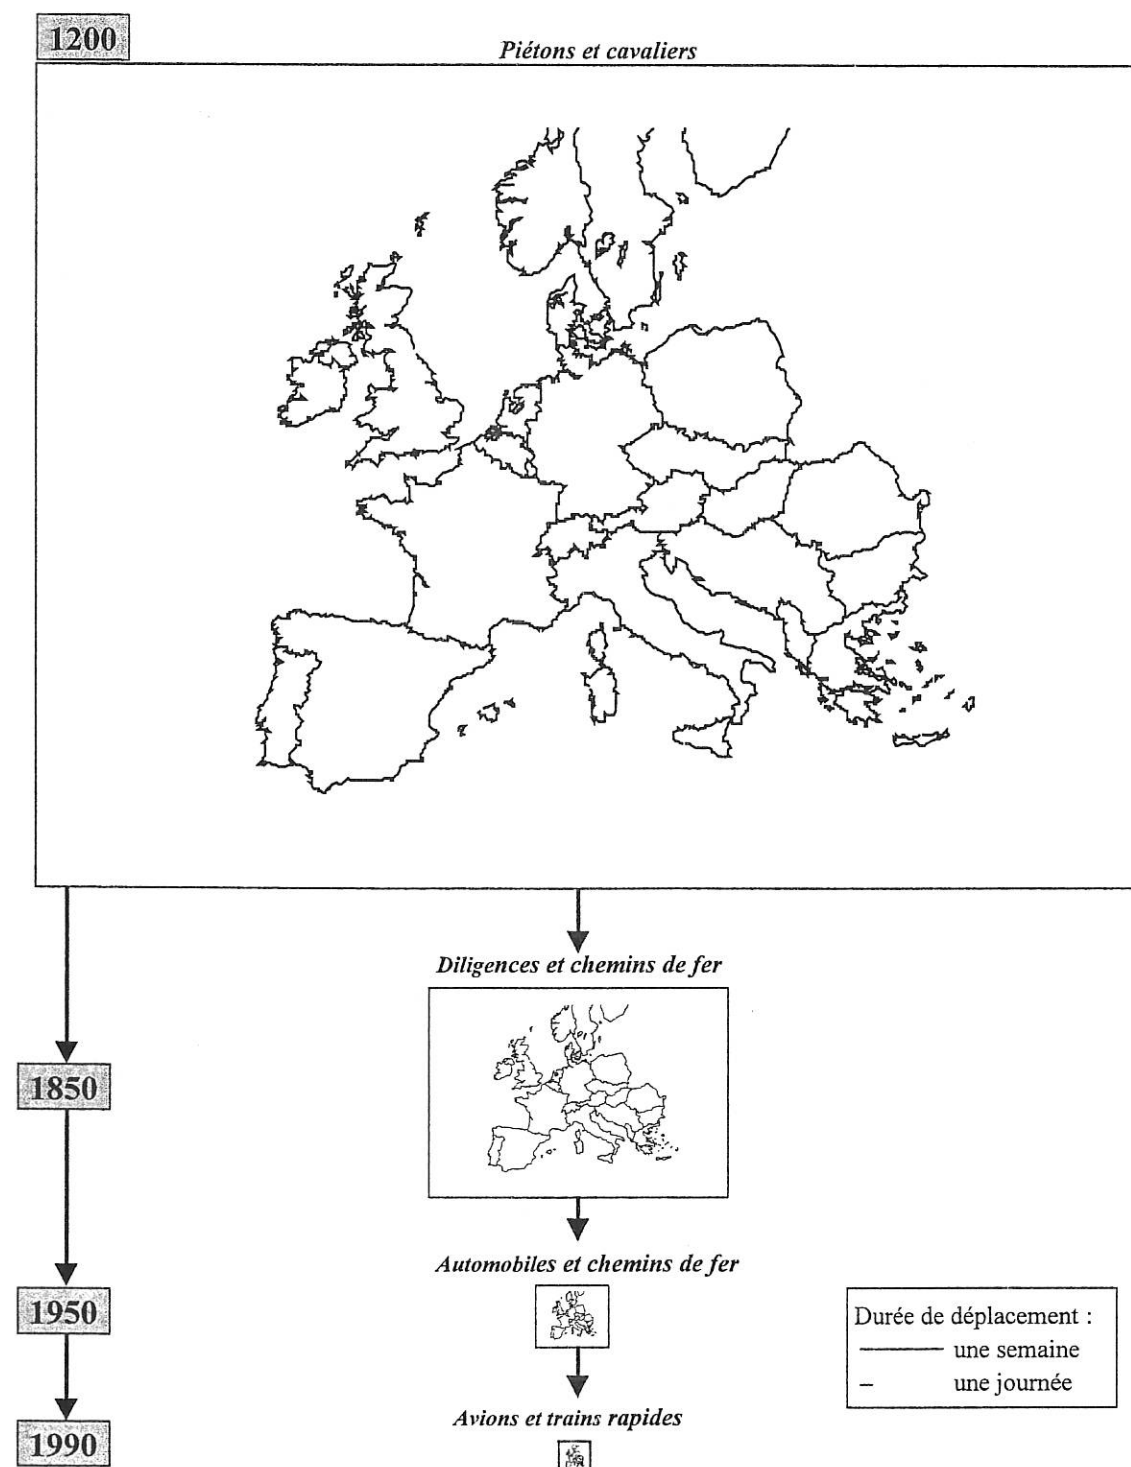 1200
Piétons et cavaliers
Diligences et chemins de fer
1850
Automobiles et chemins de fer
1950
Durée de déplacement :
une semaine
une journée
Avions et trains rapides
1990